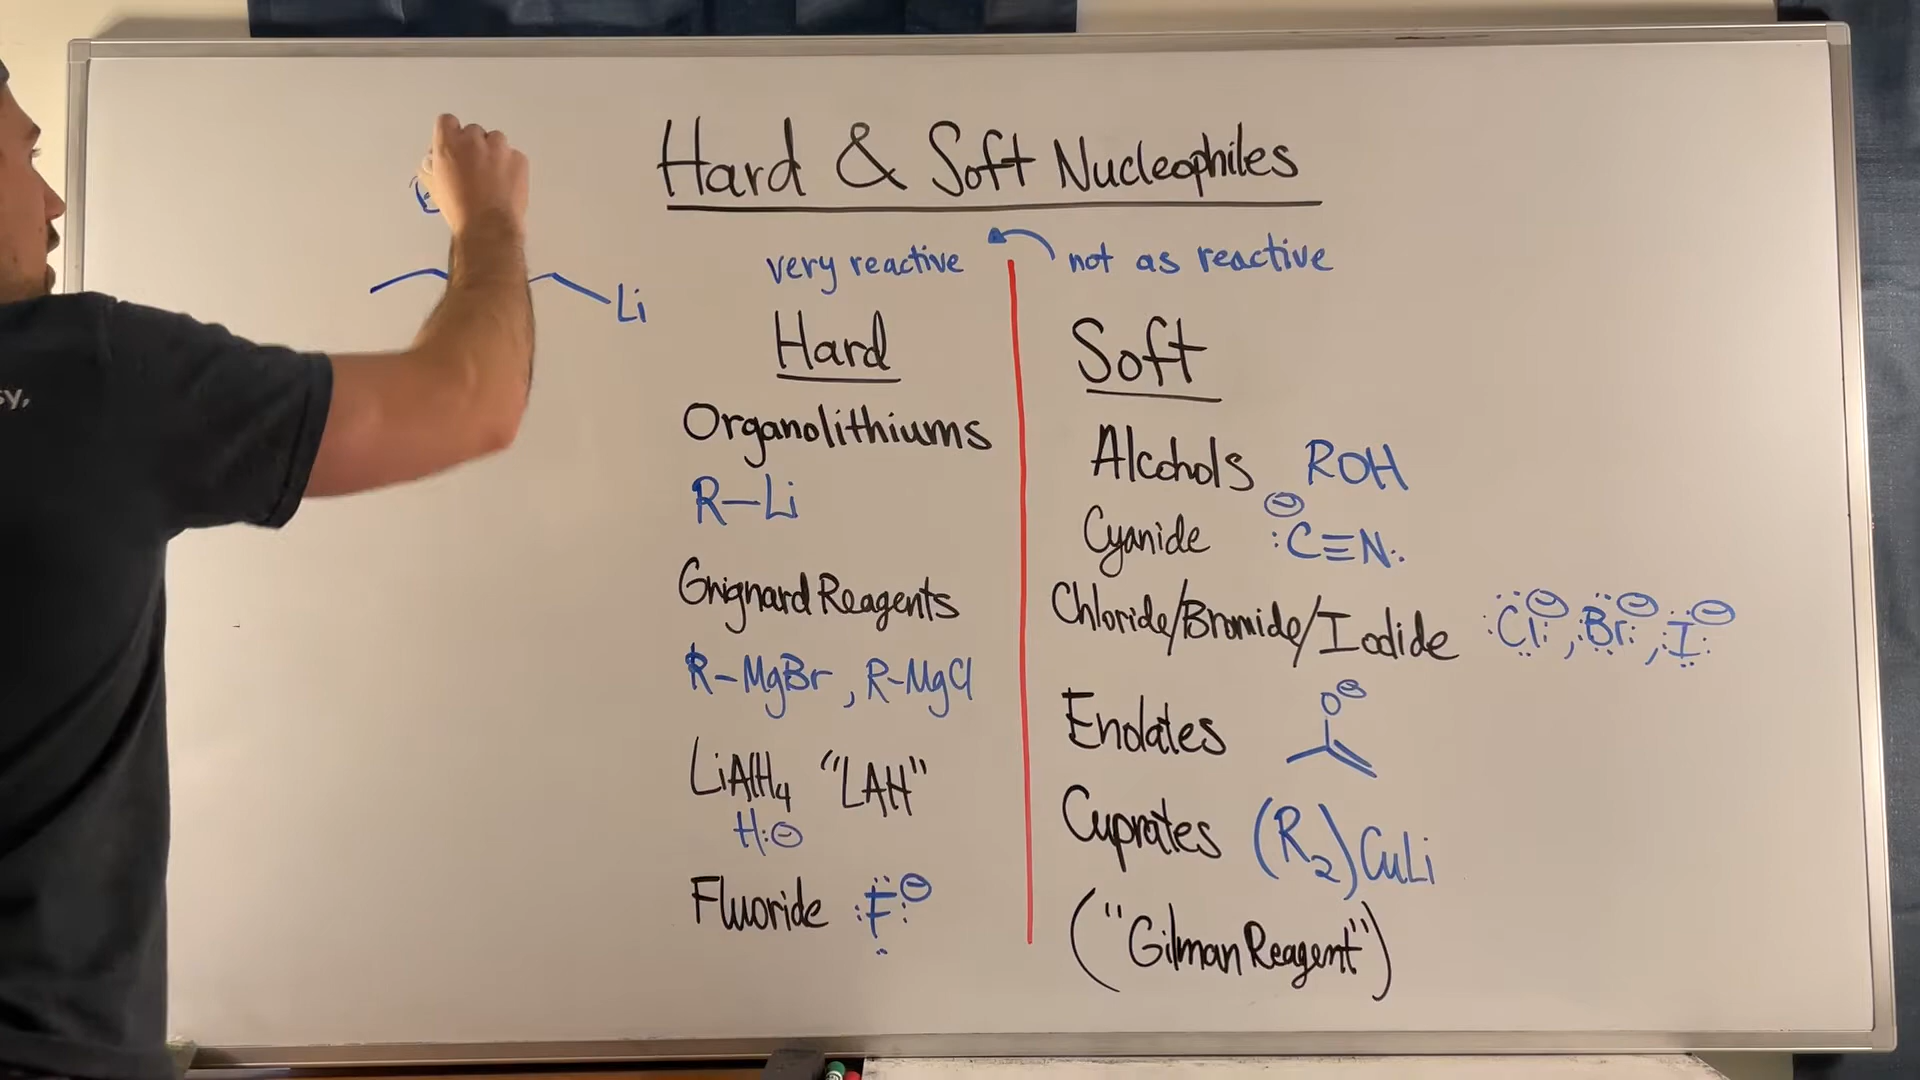 Hard & Soft Nucleophiles
very reactive
not as reactive
Li
Hard
Organolithiums
R-Li
Grignard Reagents
R-MgBr, R-MgCl
LiAlH4 "LAH"
H:⊖
Fluoride :F:⊖
Soft
Alcohols ROH
Cyanide ⊖:C≡N:
Chloride/Bromide/Iodide :Cl:⊖, :Br:⊖, :I:⊖
Enolates O⊖
Cuprates (R2)CuLi
("Gilman Reagent")
sy,